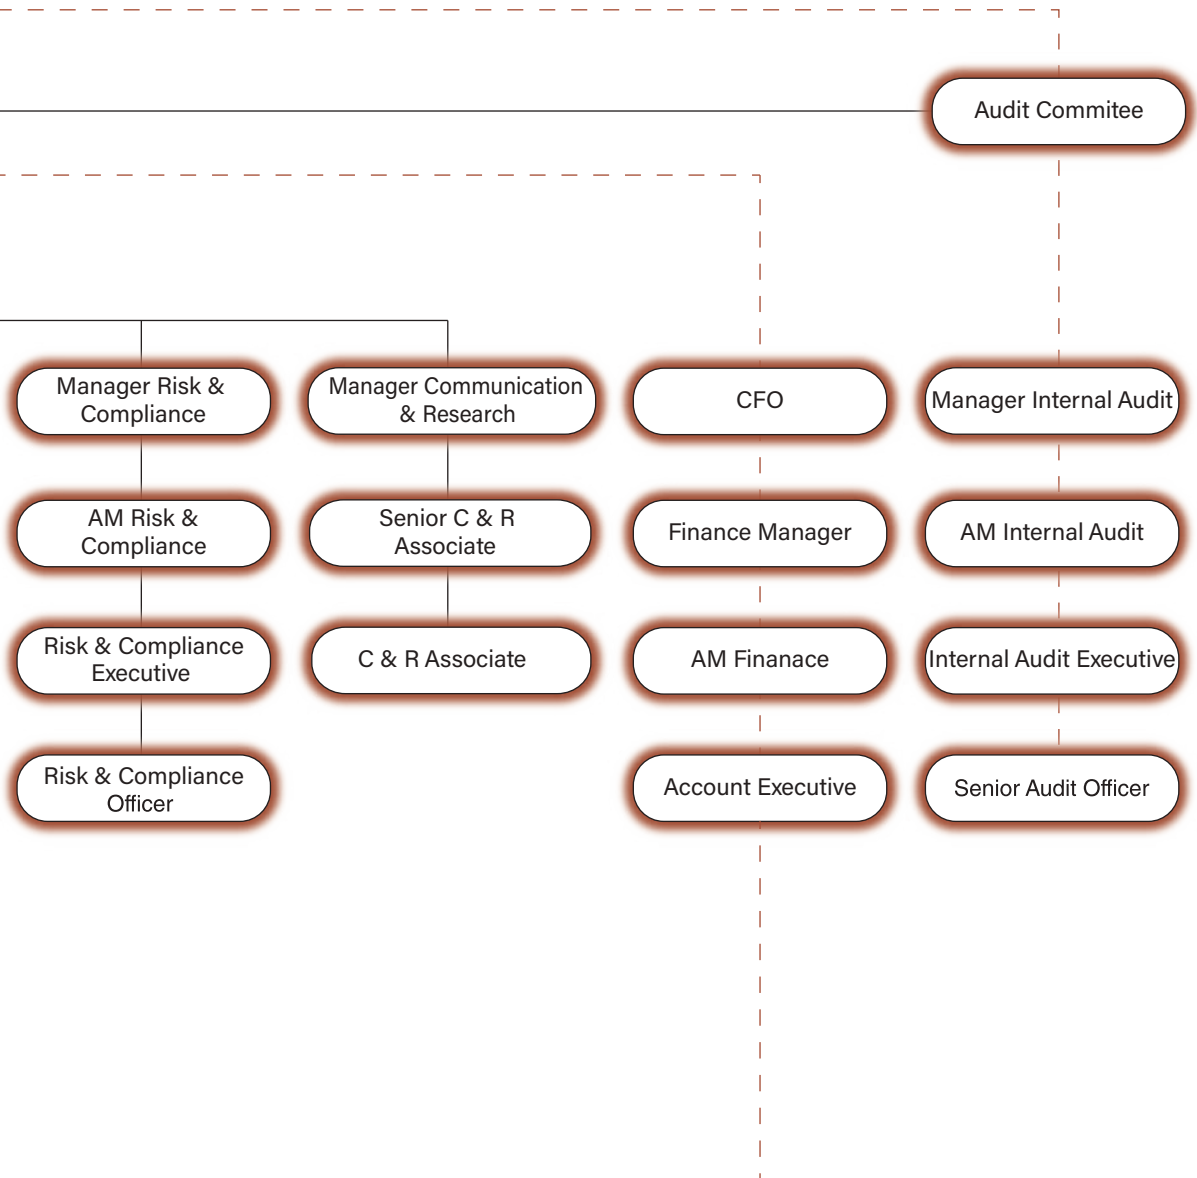 Audit Commitee
Manager Risk &
Compliance
Manager Communication
& Research
CFO
Manager Internal Audit
AM Risk &
Compliance
Senior C & R
Associate
Finance Manager
AM Internal Audit
Risk & Compliance
Executive
C & R Associate
AM Finanace
Internal Audit Executive
Risk & Compliance
Officer
Account Executive
Senior Audit Officer